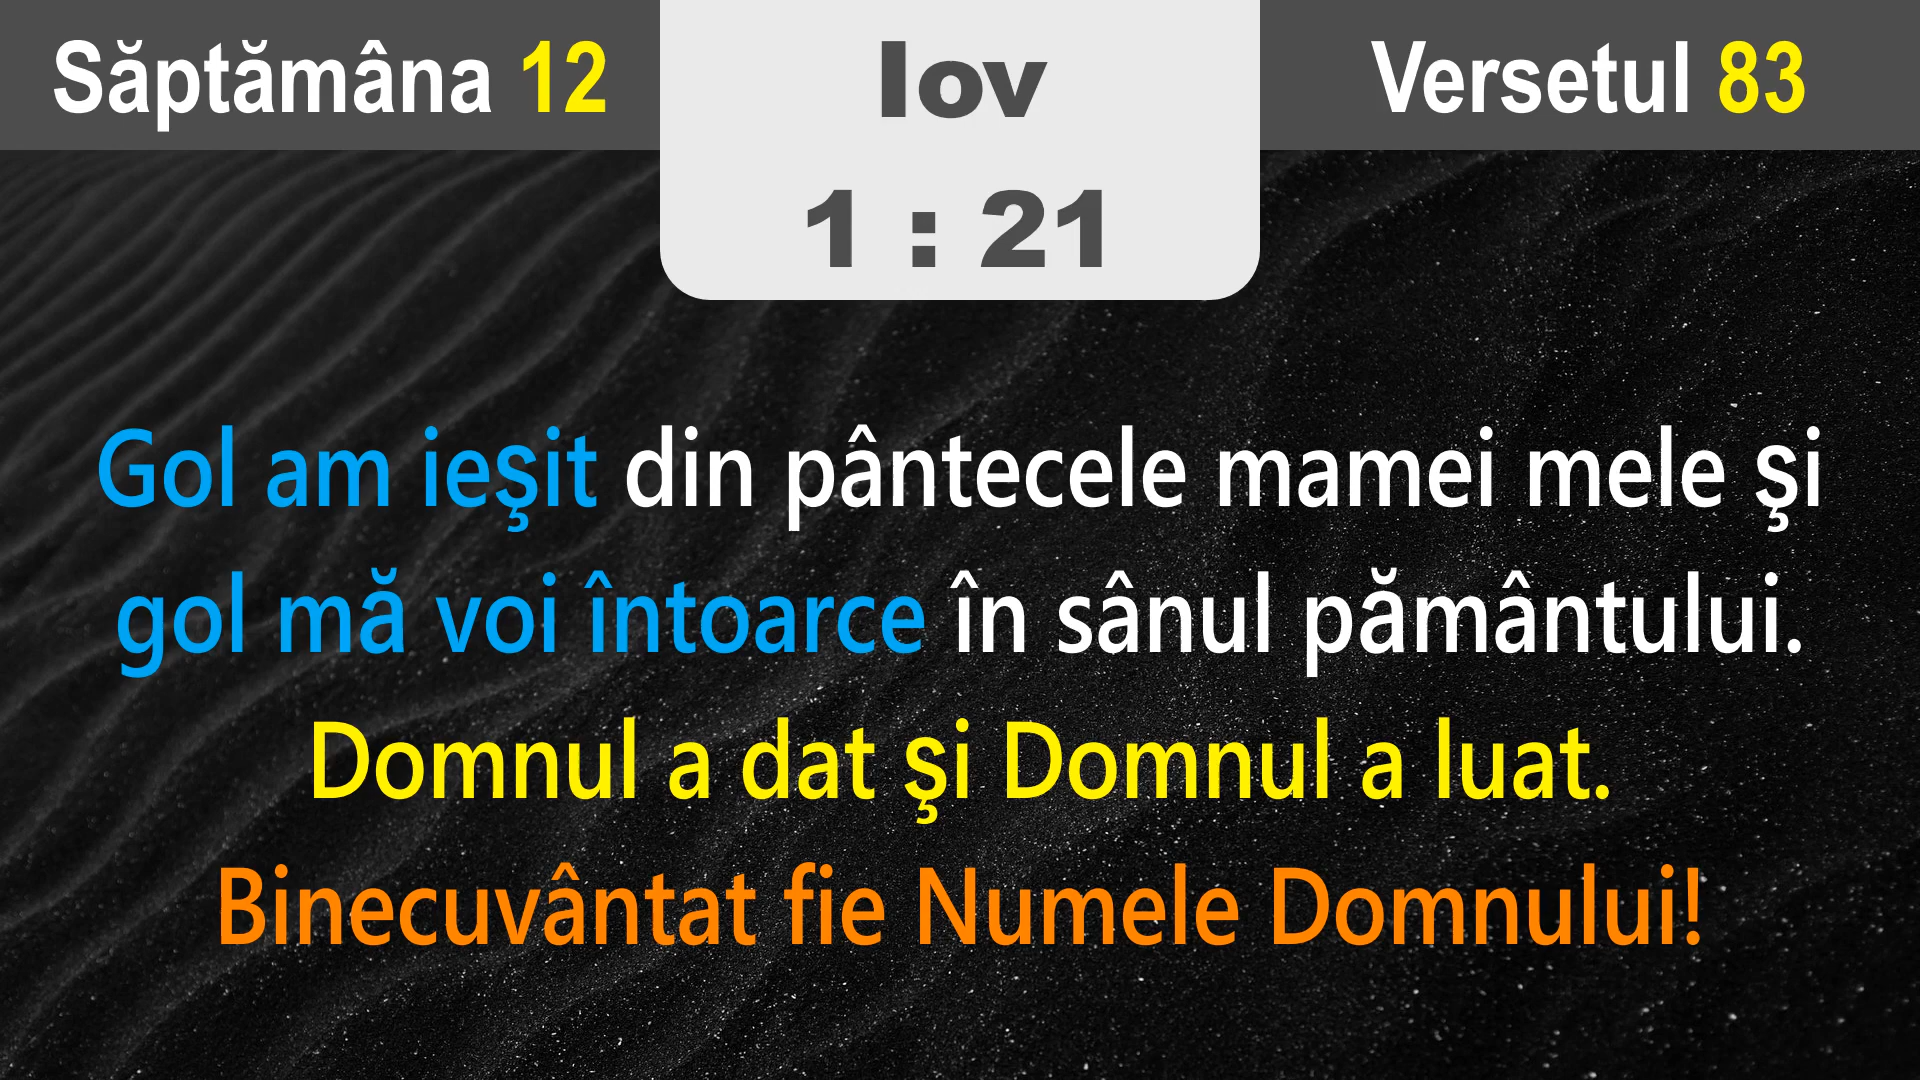 Săptămâna 12
Iov
1 : 21
Versetul 83
Gol am ieşit din pântecele mamei mele şi
gol mă voi întoarce în sânul pământului.
Domnul a dat şi Domnul a luat.
Binecuvântat fie Numele Domnului!